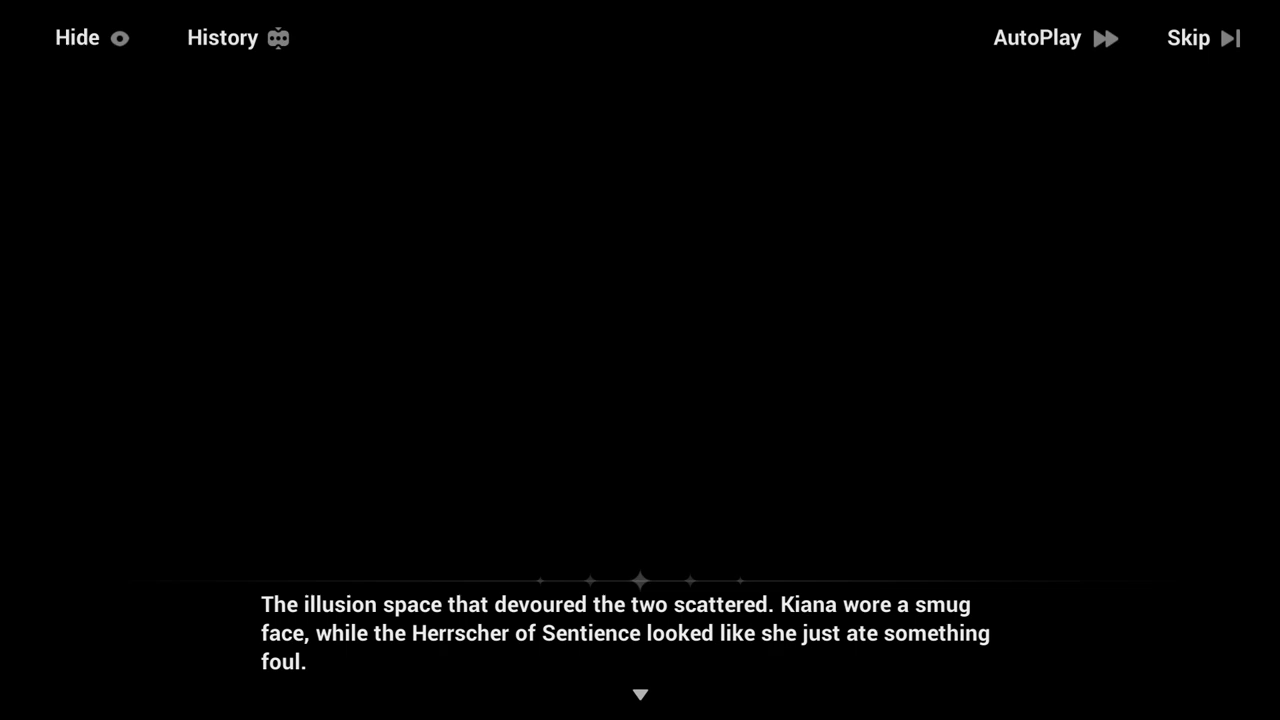 Hide
History
AutoPlay
Skip
The illusion space that devoured the two scattered. Kiana wore a smug
face, while the Herrscher of Sentience looked like she just ate something
foul.